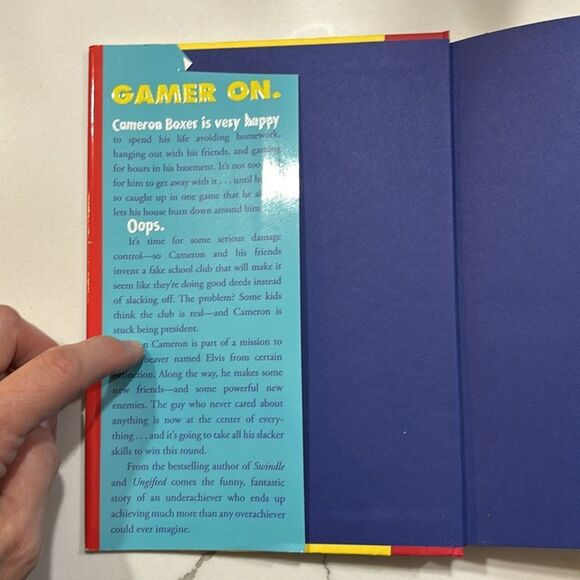 GAMER ON.
Cameron Boxer is very happy
to spend his life avoiding homework,
hanging out with his friends, and gaming
for hours in his basement. It's not too
for him to get away with it . . . until
so caught up in one game that he
lets his house burn down around him
Oops.
It's time for some serious damage
control—so Cameron and his friends
invent a fake school club that will make it
seem like they're doing good deeds instead
of slacking off. The problem? Some kids
think the club is real—and Cameron is
stuck being president.
Cameron is part of a mission to
beaver named Elvis from certain
extinction. Along the way, he makes some
new friends—and some powerful new
enemies. The guy who never cared about
anything is now at the center of every-
thing . . . and it's going to take all his slacker
skills to win this round.
From the bestselling author of Swindle
and Ungifted comes the funny, fantastic
story of an underachiever who ends up
achieving much more than any overachiever
could ever imagine.